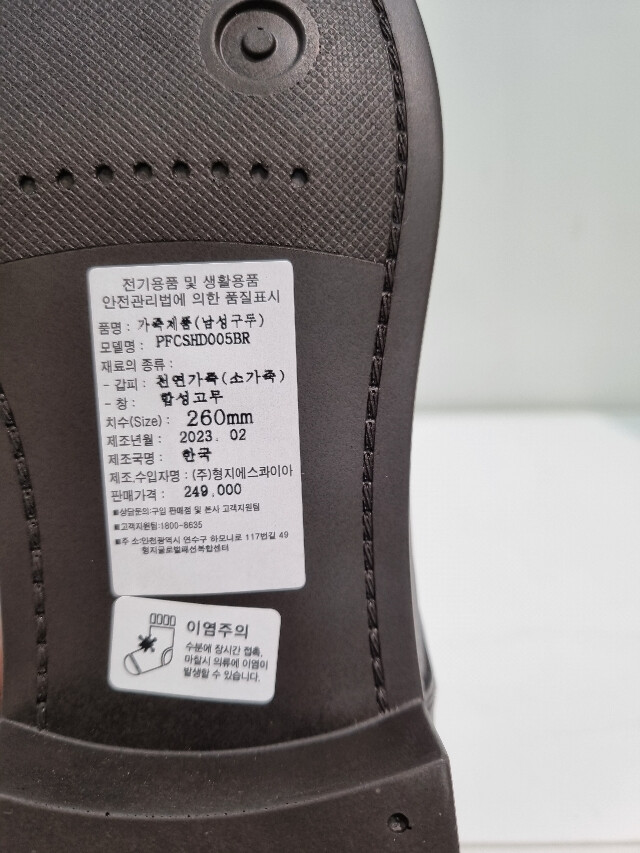 전기용품 및 생활용품
안전관리법에 의한 품질표시
품명 : 가죽제품(남성구두)
모델명 : PFCSHD005BR
재료의 종류 :
- 갑피 : 천연가죽(소가죽)
- 창 : 합성고무
치수(Size) : 260mm
제조년월 : 2023. 02
제조국명 : 한국
제조.수입자명 : (주)형지에스콰이아
판매가격 : 249,000
■상담문의:구입 판매점 및 본사 고객지원팀
■고객지원팀:1800-8635
■주 소:인천광역시 연수구 하모니로 177번길 49
형지글로벌패션복합센터
이염주의
수분에 장시간 접촉,
마찰시 의류에 이염이
발생할 수 있습니다.